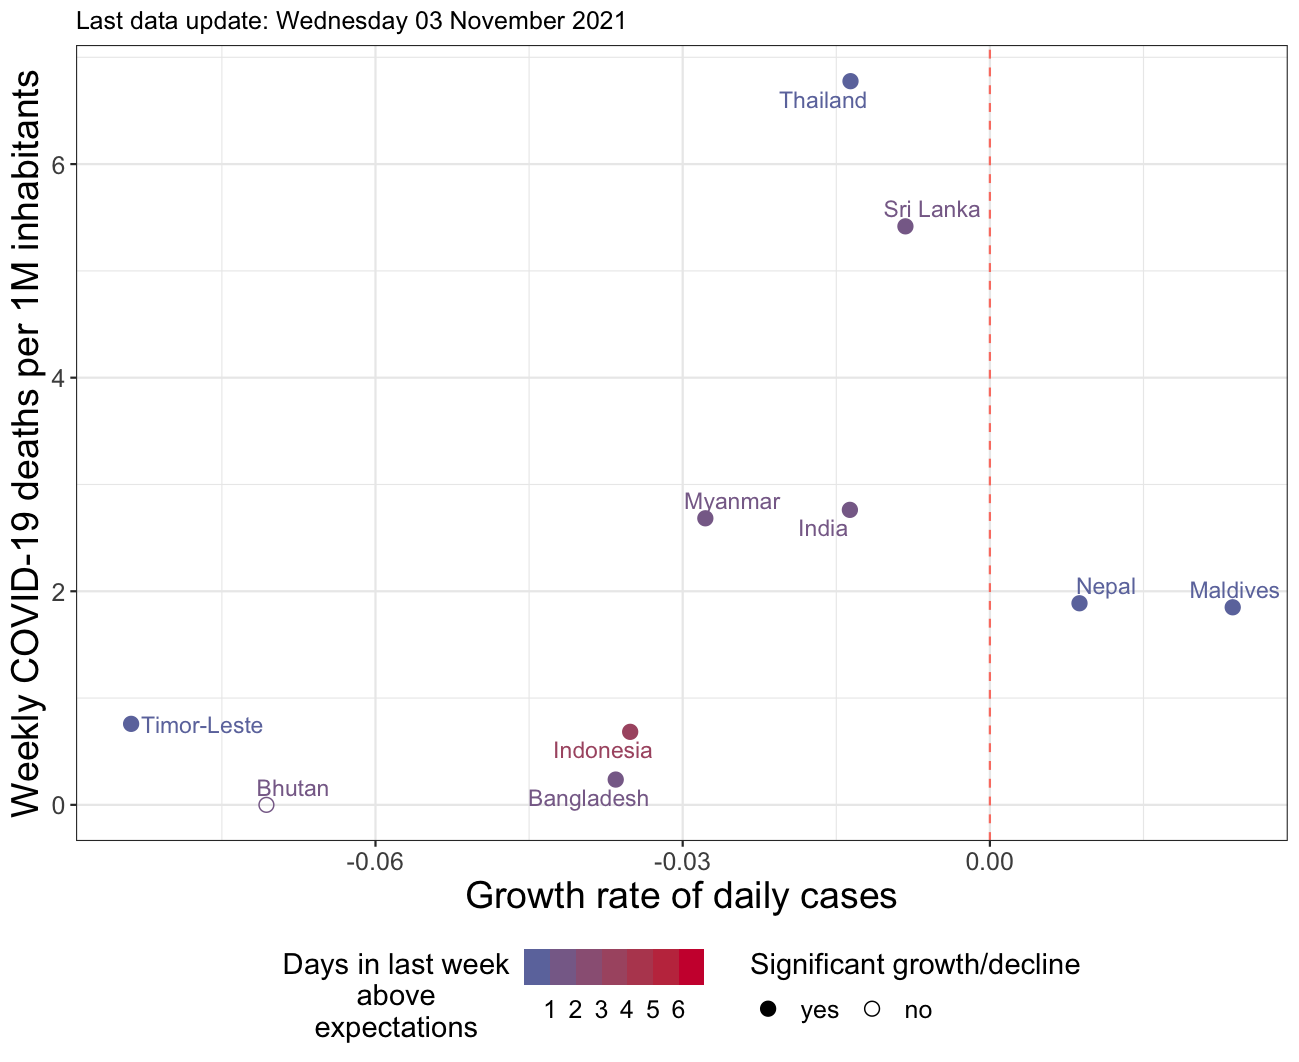 Last data update: Wednesday 03 November 2021
Weekly COVID-19 deaths per 1M inhabitants
6
4
2
0
Thailand
Sri Lanka
Myanmar
India
Nepal
Maldives
Timor-Leste
Indonesia
Bhutan
Bangladesh
-0.06
-0.03
0.00
Growth rate of daily cases
Days in last week
above
expectations
1 2 3 4 5 6
Significant growth/decline
yes no